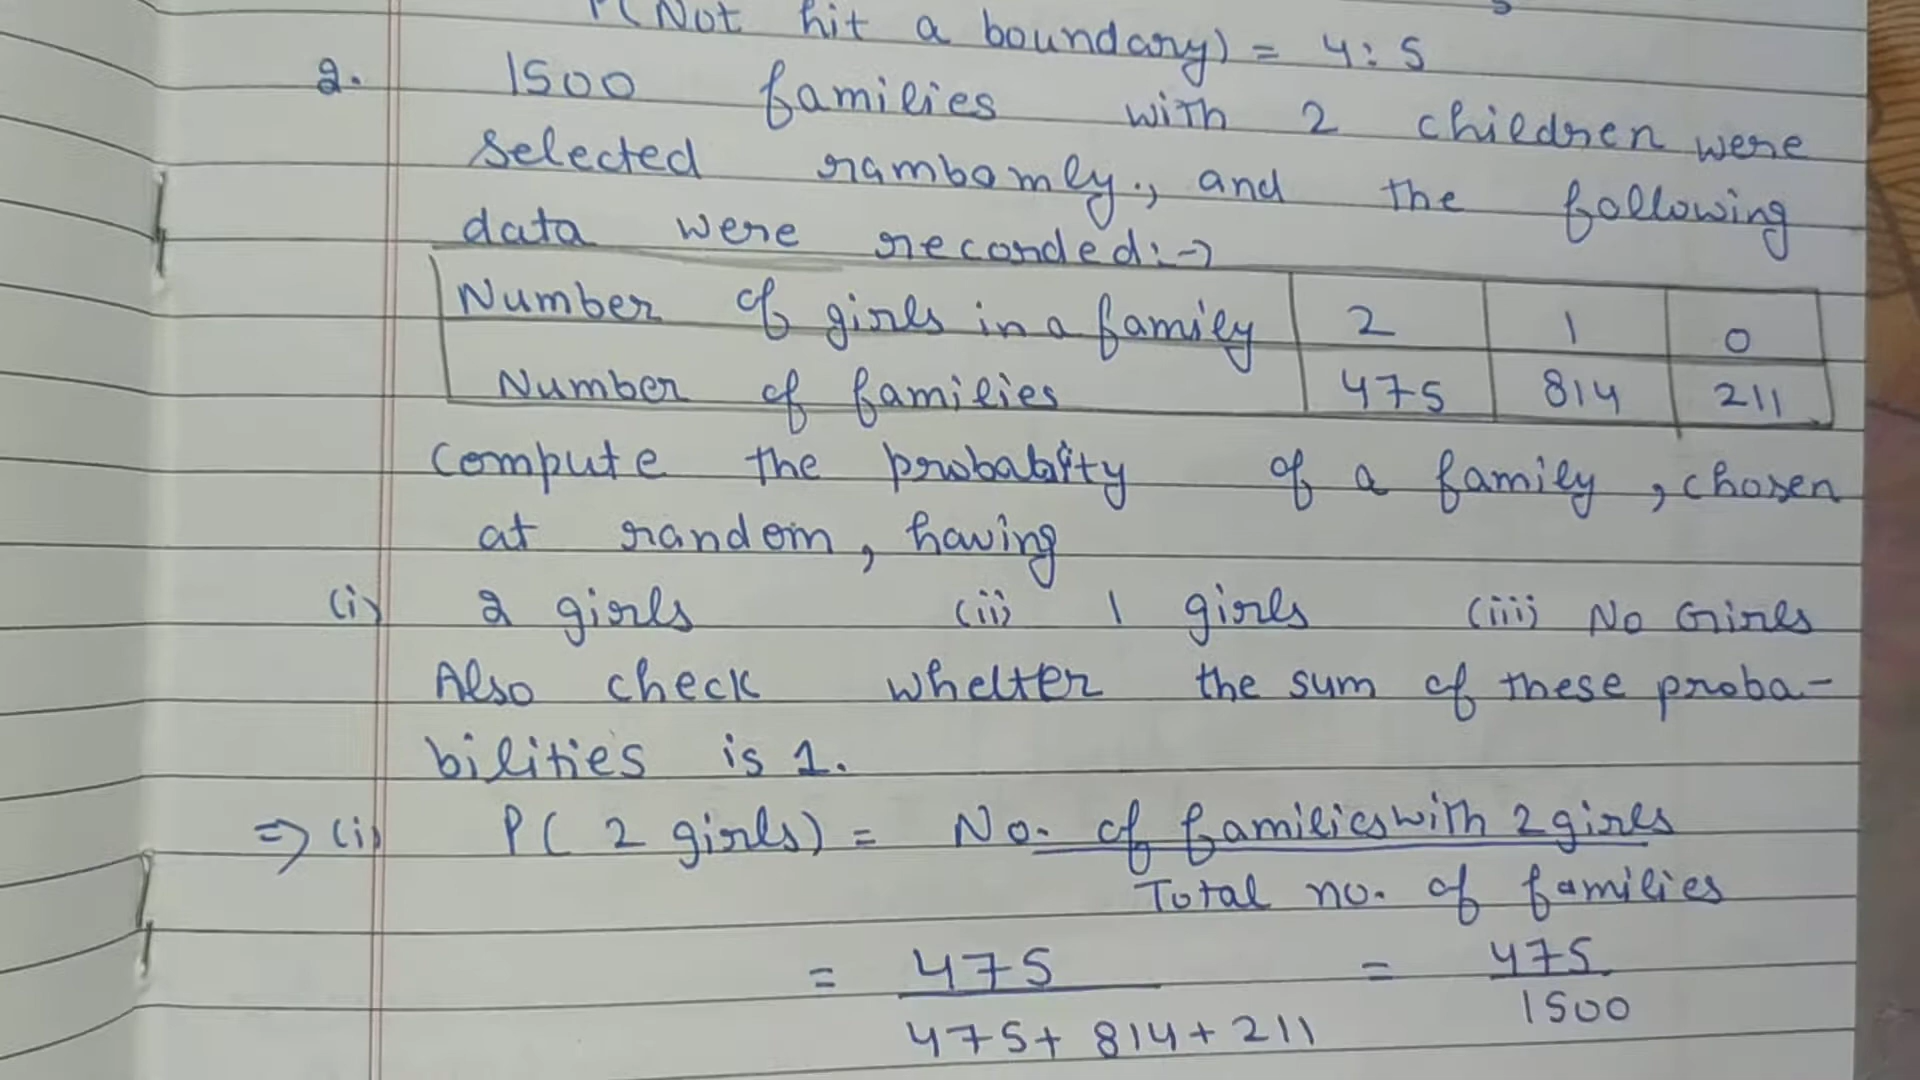 P(Not hit a boundary) = 4:5
2. 1500 families with 2 children were
selected rambomly., and the following
data were recorded:→
Number of girls in a family 2 1 0
Number of families 475 814 211
compute the probability of a family, chosen
at random, having
(i) 2 girls (ii) 1 girls (iii) No Girls
Also check whelter the sum of these proba-
bilities is 1.
⇒ (i) P( 2 girls) = No. of families with 2 girls
Total no. of families
= 475 = 475
475+ 814+ 211 1500